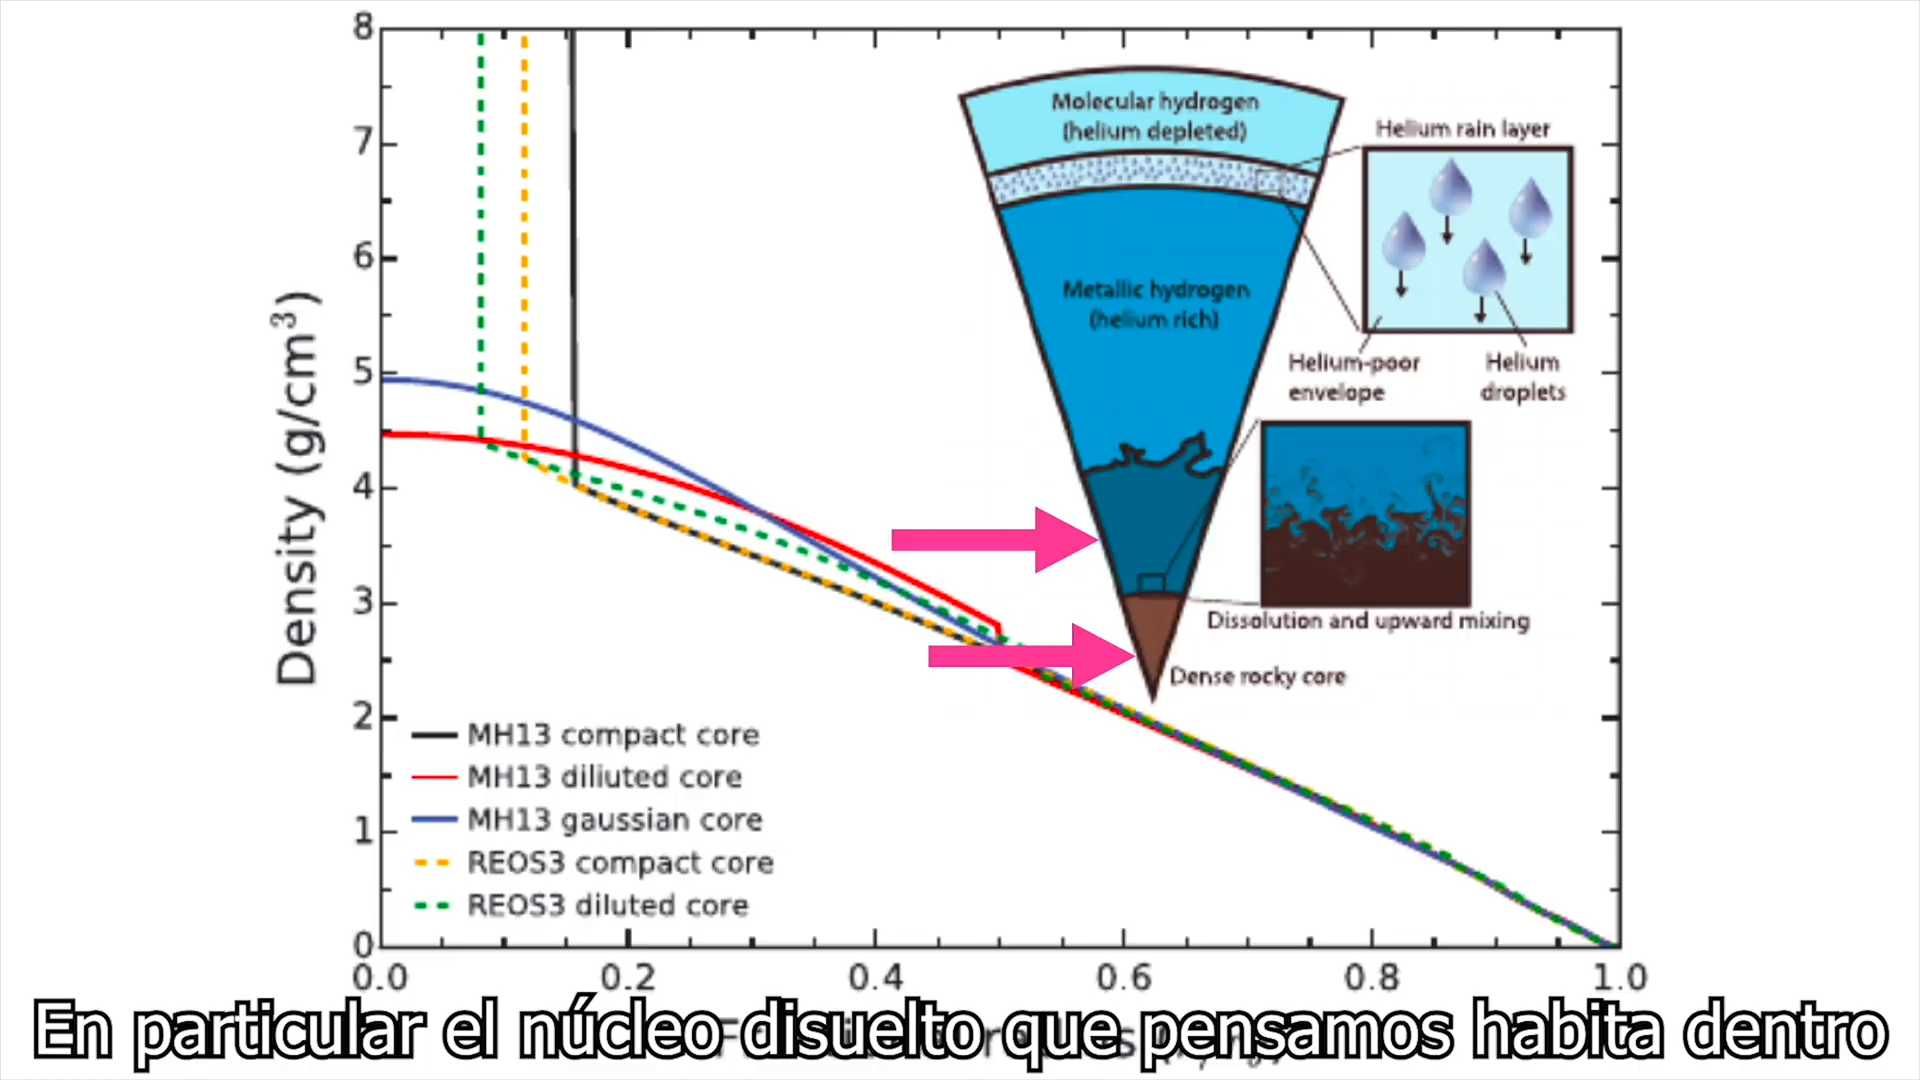 8
7
6
5
4
3
2
1
0
Density (g/cm³)
Molecular hydrogen
(helium depleted)
Helium rain layer
Metallic hydrogen
(helium rich)
Helium-poor
envelope
Helium
droplets
Dissolution and upward mixing
Dense rocky core
MH13 compact core
MH13 diliuted core
MH13 gaussian core
REOS3 compact core
REOS3 diluted core
0.0 0.2 0.4 0.6 0.8 1.0
En particular el núcleo disuelto que pensamos habita dentro